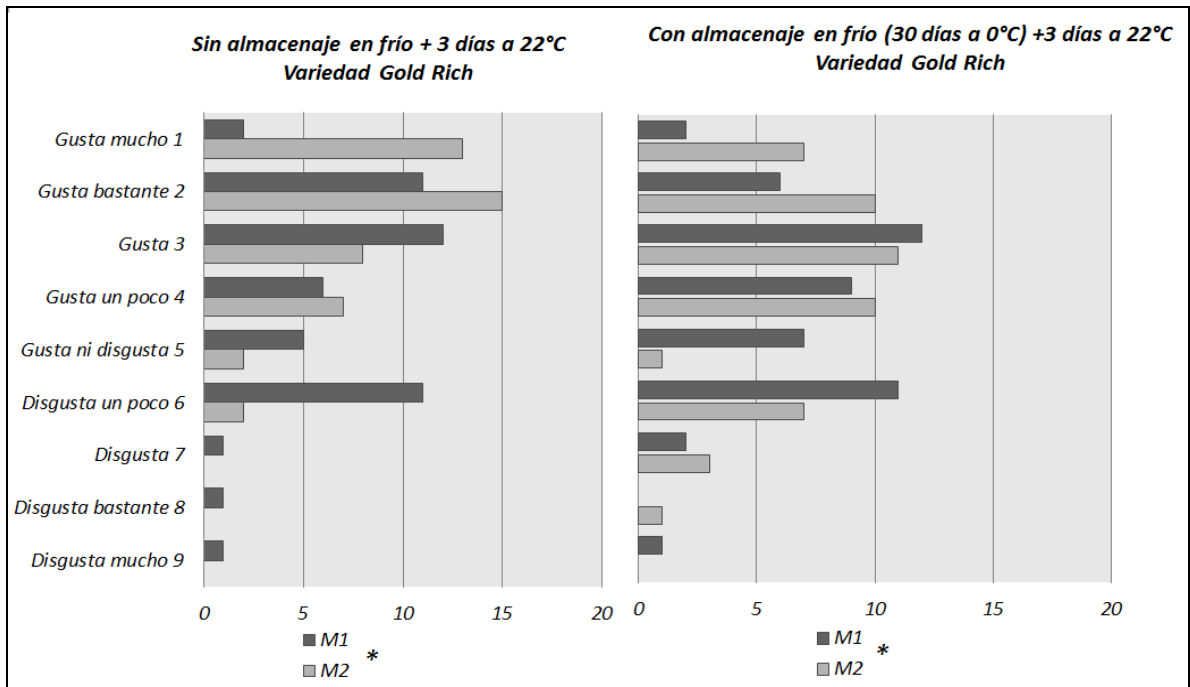 Sin almacenaje en frío + 3 días a 22°C
Variedad Gold Rich
Con almacenaje en frío (30 días a 0°C) +3 días a 22°C
Variedad Gold Rich
Gusta mucho 1
Gusta bastante 2
Gusta 3
Gusta un poco 4
Gusta ni disgusta 5
Disgusta un poco 6
Disgusta 7
Disgusta bastante 8
Disgusta mucho 9
0 5 10 15 20
0 5 10 15 20
M1
M2 *
M1
M2 *